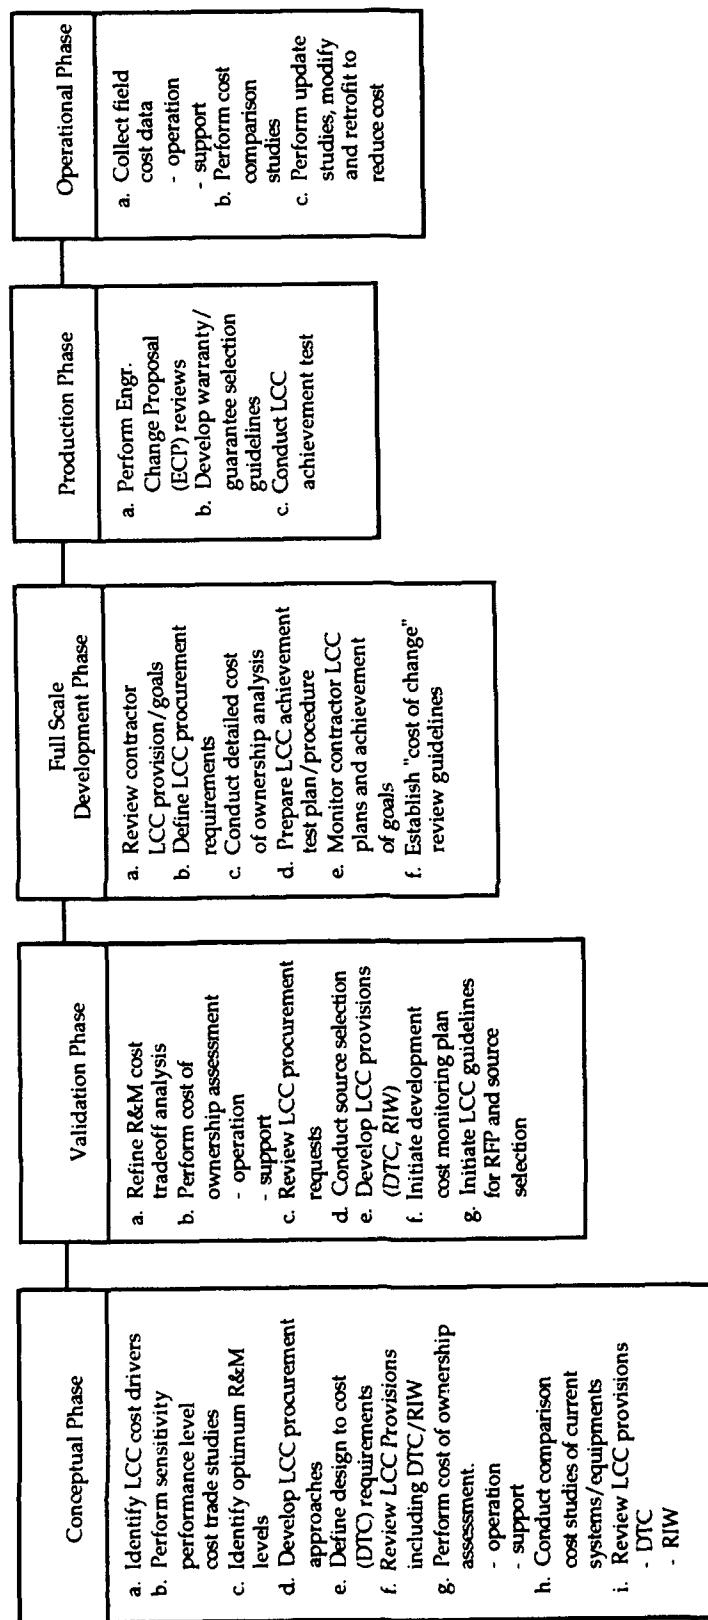 Conceptual Phase
a. Identify LCC cost drivers
b. Perform sensitivity
performance level
cost trade studies
c. Identify optimum R&M
levels
d. Develop LCC procurement
approaches
e. Define design to cost
(DTC) requirements
f. Review LCC Provisions
including DTC/RIW
g. Perform cost of ownership
assessment.
- operation
- support
h. Conduct comparison
cost studies of current
systems/equipments
i. Review LCC provisions
- DTC
- RIW
Validation Phase
a. Refine R&M cost
tradeoff analysis
b. Perform cost of
ownership assessment
- operation
- support
c. Review LCC procurement
requests
d. Conduct source selection
e. Develop LCC provisions
(DTC, RIW)
f. Initiate development
cost monitoring plan
g. Initiate LCC guidelines
for RFP and source
selection
Full Scale
Development Phase
a. Review contractor
LCC provision/goals
b. Define LCC procurement
requirements
c. Conduct detailed cost
of ownership analysis
d. Prepare LCC achievement
test plan/procedure
e. Monitor contractor LCC
plans and achievement
of goals
f. Establish "cost of change"
review guidelines
Production Phase
a. Perform Engr.
Change Proposal
(ECP) reviews
b. Develop warranty/
guarantee selection
guidelines
c. Conduct LCC
achievement test
Operational Phase
a. Collect field
cost data
- operation
- support
b. Perform cost
comparison
studies
c. Perform update
studies, modify
and retrofit to
reduce cost